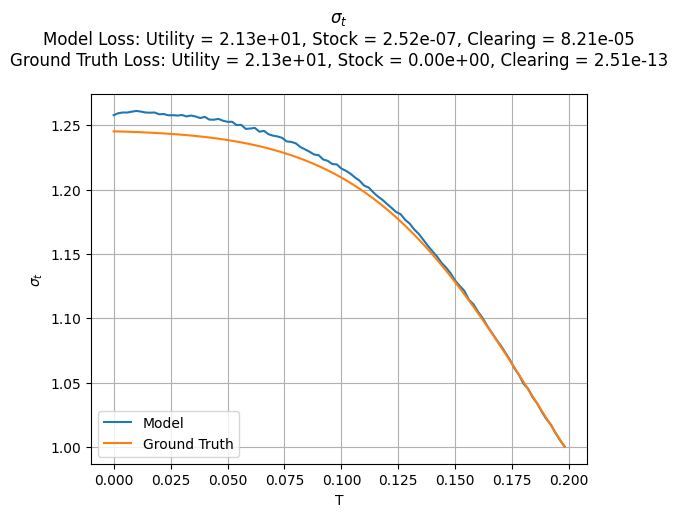 σt
Model Loss: Utility = 2.13e+01, Stock = 2.52e-07, Clearing = 8.21e-05
Ground Truth Loss: Utility = 2.13e+01, Stock = 0.00e+00, Clearing = 2.51e-13
1.25
1.20
1.15
1.10
1.05
1.00
σt
Model
Ground Truth
0.000 0.025 0.050 0.075 0.100 0.125 0.150 0.175 0.200
T